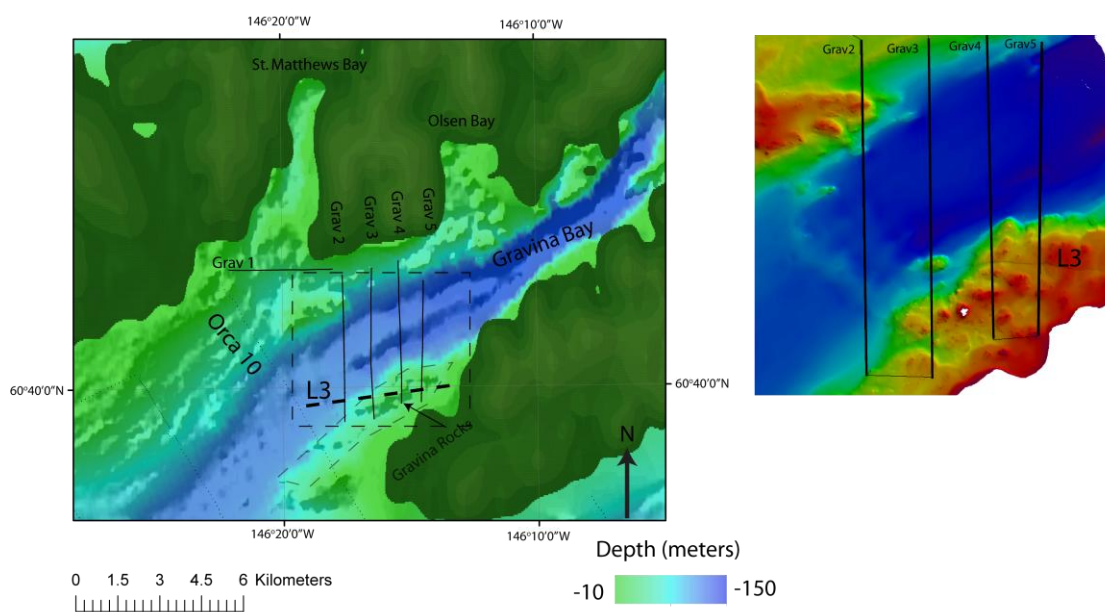 146°20'0"W
146°10'0"W
St. Matthews Bay
Olsen Bay
Grav 2
Grav 3
Grav 4
Grav 5
Gravina Bay
Grav 1
Orca 10
60°40'0"N
60°40'0"N
L3
Gravina Rocks
N
146°20'0"W
146°10'0"W
Grav2
Grav3
Grav4
Grav5
L3
Depth (meters)
-10
-150
0 1.5 3 4.5 6 Kilometers